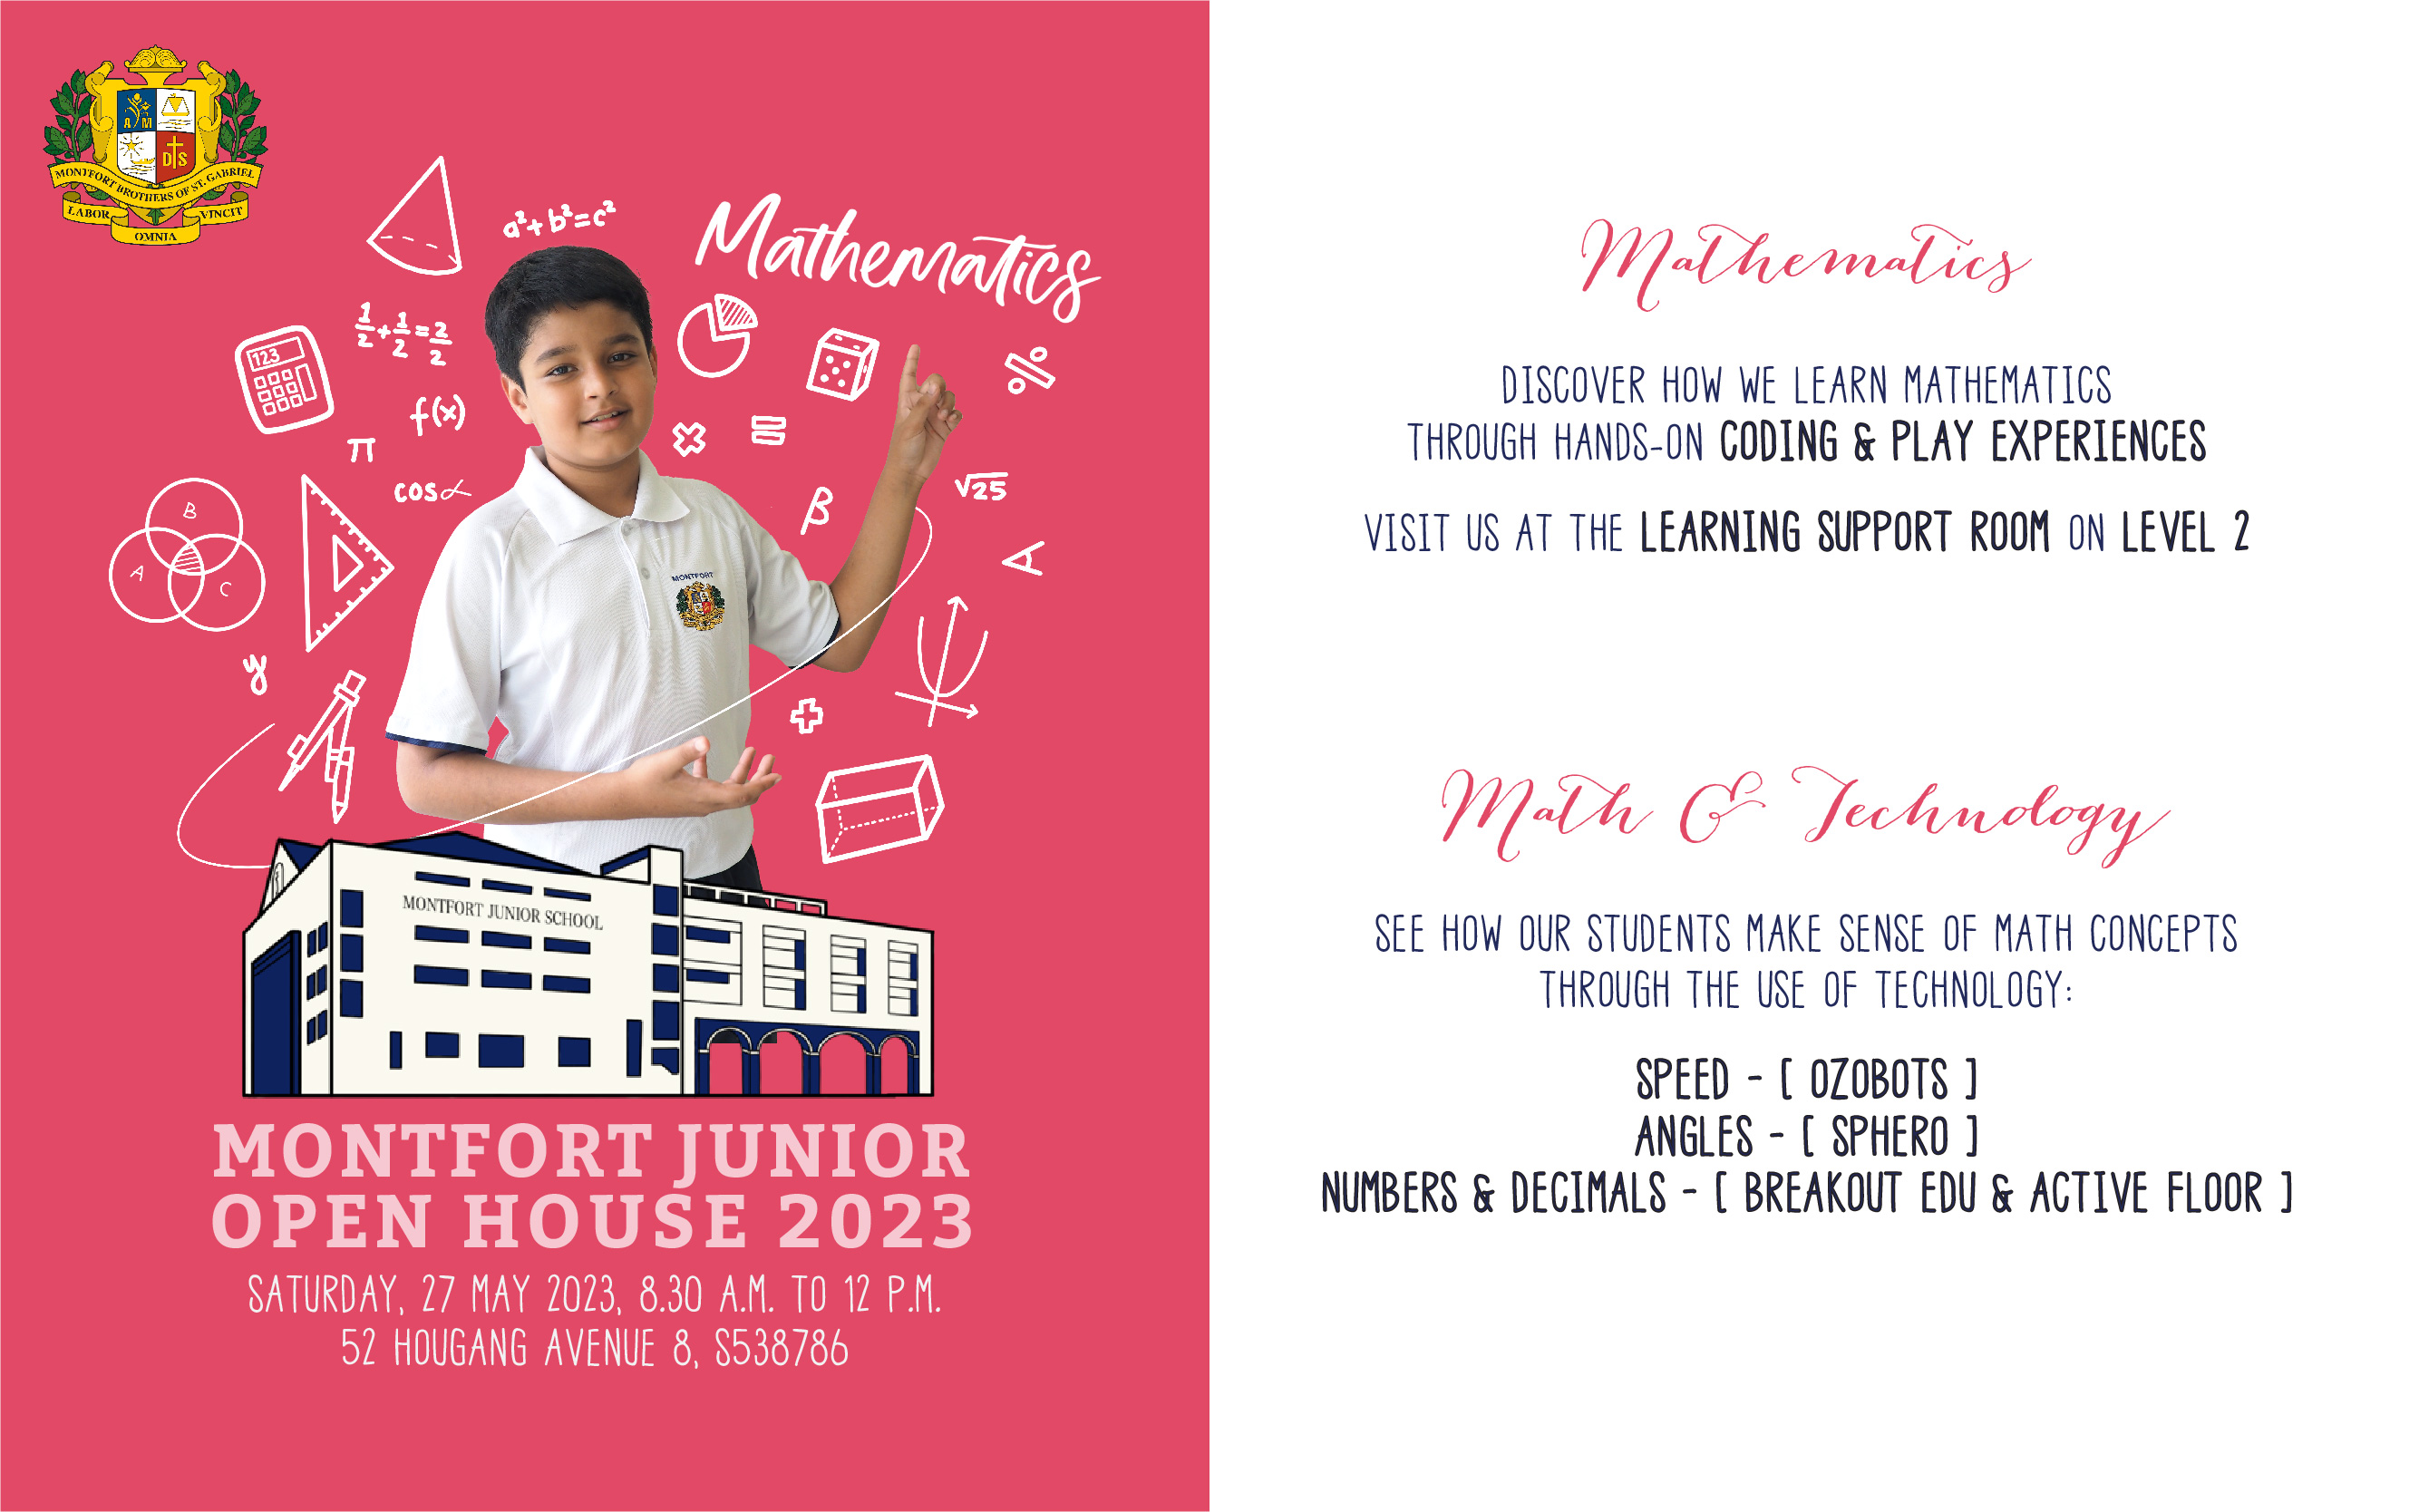 A M
D S
MONTFORT BROTHERS OF ST. GABRIEL
LABOR OMNIA VINCIT
a²+b²=c²
Mathematics
1/2+1/2=2/2
123
f(x)
π
cosα
√25
β
A
B
A
C
y
MONTFORT
MONTFORT JUNIOR SCHOOL
MONTFORT JUNIOR
OPEN HOUSE 2023
SATURDAY, 27 MAY 2023, 8.30 A.M. TO 12 P.M.
52 HOUGANG AVENUE 8, S538786
Mathematics
DISCOVER HOW WE LEARN MATHEMATICS
THROUGH HANDS-ON CODING & PLAY EXPERIENCES
VISIT US AT THE LEARNING SUPPORT ROOM ON LEVEL 2
Math & Technology
SEE HOW OUR STUDENTS MAKE SENSE OF MATH CONCEPTS
THROUGH THE USE OF TECHNOLOGY:
SPEED - [ OZOBOTS ]
ANGLES - [ SPHERO ]
NUMBERS & DECIMALS - [ BREAKOUT EDU & ACTIVE FLOOR ]